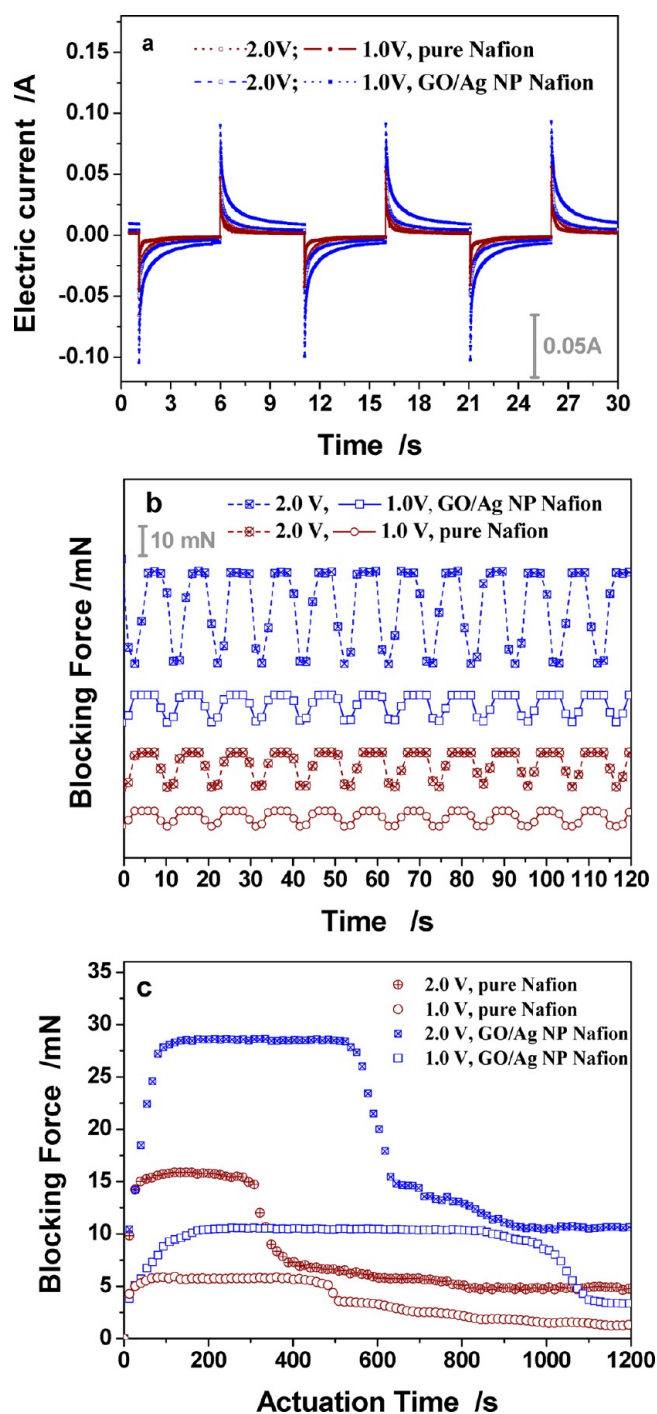 a
2.0V; 1.0V, pure Nafion
2.0V; 1.0V, GO/Ag NP Nafion
Electric current /A
0.15
0.10
0.05
0.00
-0.05
-0.10
0.05A
0 3 6 9 12 15 18 21 24 27 30
Time /s
b
2.0 V, 1.0V, GO/Ag NP Nafion
2.0 V, 1.0 V, pure Nafion
10 mN
Blocking Force /mN
0 10 20 30 40 50 60 70 80 90 100 110 120
Time /s
c
2.0 V, pure Nafion
1.0 V, pure Nafion
2.0 V, GO/Ag NP Nafion
1.0 V, GO/Ag NP Nafion
Blocking Force /mN
35
30
25
20
15
10
5
0
0 200 400 600 800 1000 1200
Actuation Time /s